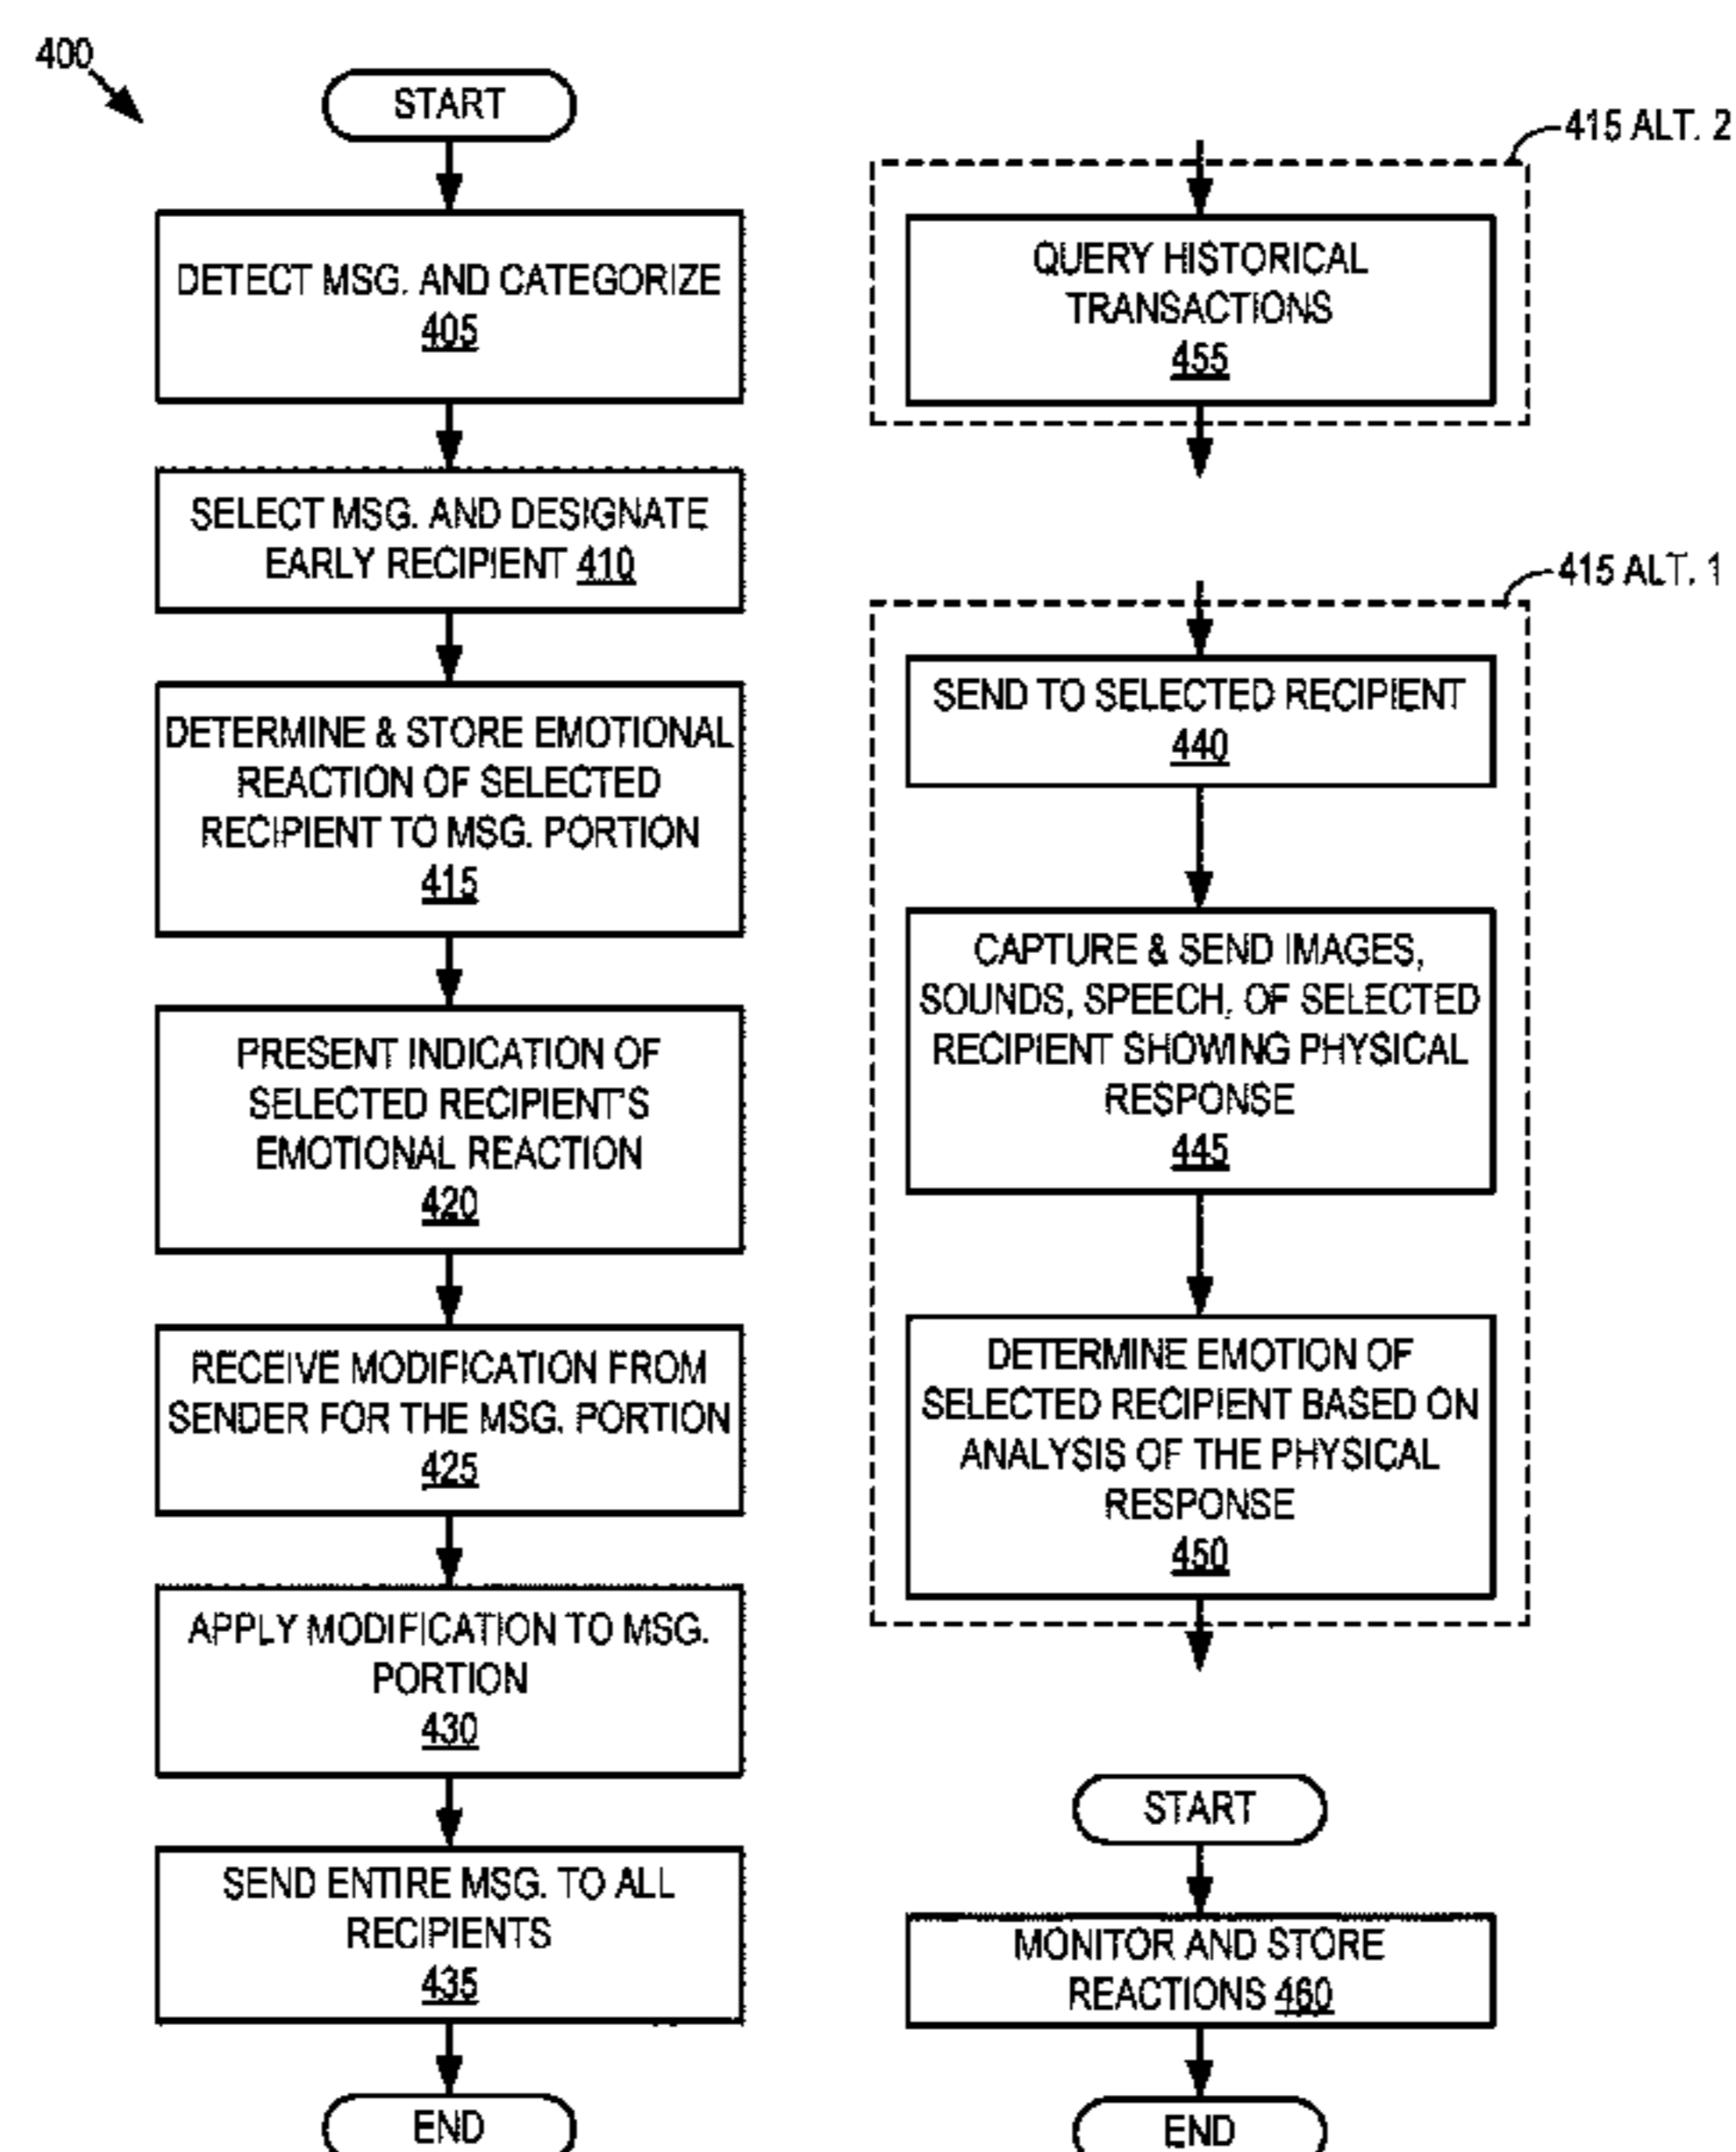 400
START
DETECT MSG. AND CATEGORIZE
405
SELECT MSG. AND DESIGNATE
EARLY RECIPIENT 410
DETERMINE & STORE EMOTIONAL
REACTION OF SELECTED
RECIPIENT TO MSG. PORTION
415
PRESENT INDICATION OF
SELECTED RECIPIENT'S
EMOTIONAL REACTION
420
RECEIVE MODIFICATION FROM
SENDER FOR THE MSG. PORTION
425
APPLY MODIFICATION TO MSG.
PORTION
430
SEND ENTIRE MSG. TO ALL
RECIPIENTS
435
END
415 ALT. 2
QUERY HISTORICAL
TRANSACTIONS
455
415 ALT. 1
SEND TO SELECTED RECIPIENT
440
CAPTURE & SEND IMAGES,
SOUNDS, SPEECH, OF SELECTED
RECIPIENT SHOWING PHYSICAL
RESPONSE
445
DETERMINE EMOTION OF
SELECTED RECIPIENT BASED ON
ANALYSIS OF THE PHYSICAL
RESPONSE
450
START
MONITOR AND STORE
REACTIONS 460
END